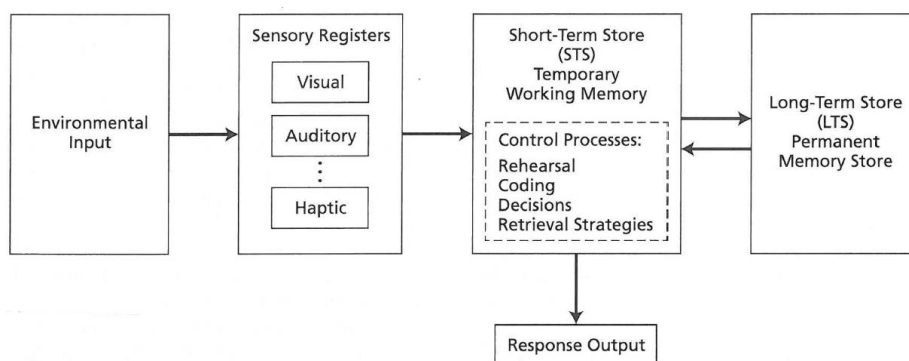 Environmental
Input
Sensory Registers
Visual
Auditory
Haptic
Short-Term Store
(STS)
Temporary
Working Memory
Control Processes:
Rehearsal
Coding
Decisions
Retrieval Strategies
Long-Term Store
(LTS)
Permanent
Memory Store
Response Output